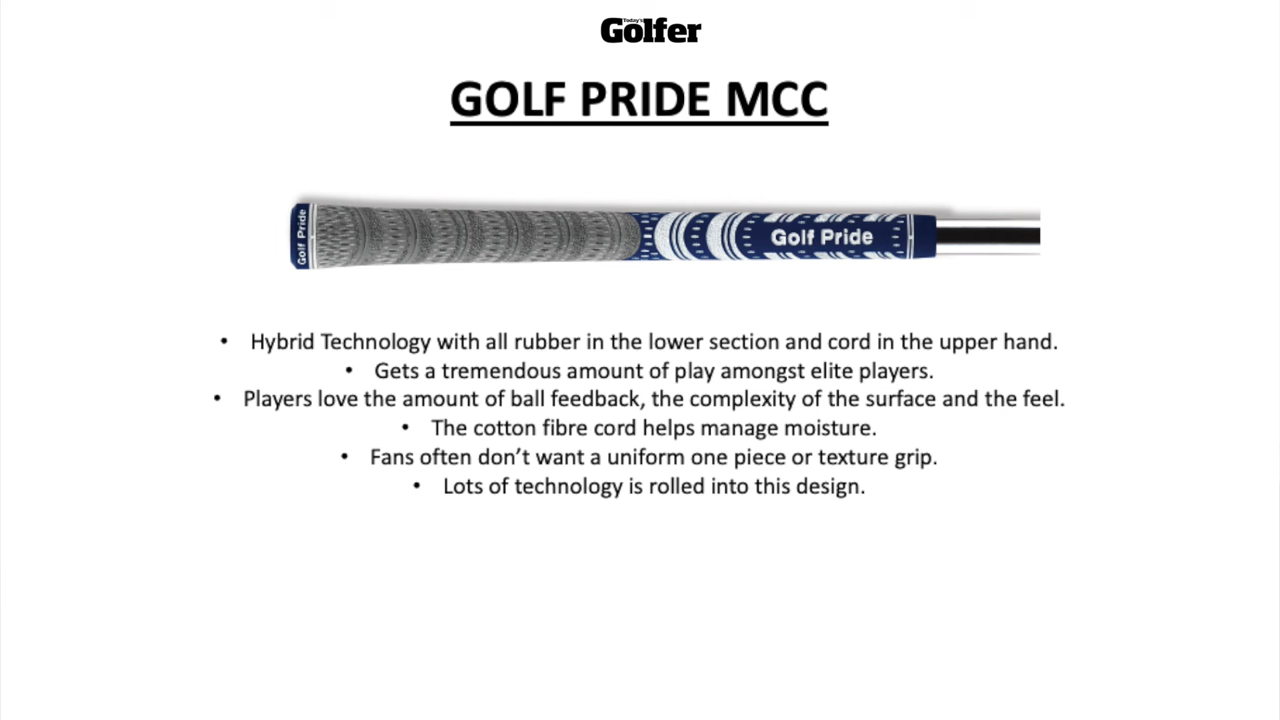 Today's
Golfer
GOLF PRIDE MCC
Golf Pride
Golf Pride
• Hybrid Technology with all rubber in the lower section and cord in the upper hand.
• Gets a tremendous amount of play amongst elite players.
• Players love the amount of ball feedback, the complexity of the surface and the feel.
• The cotton fibre cord helps manage moisture.
• Fans often don’t want a uniform one piece or texture grip.
• Lots of technology is rolled into this design.